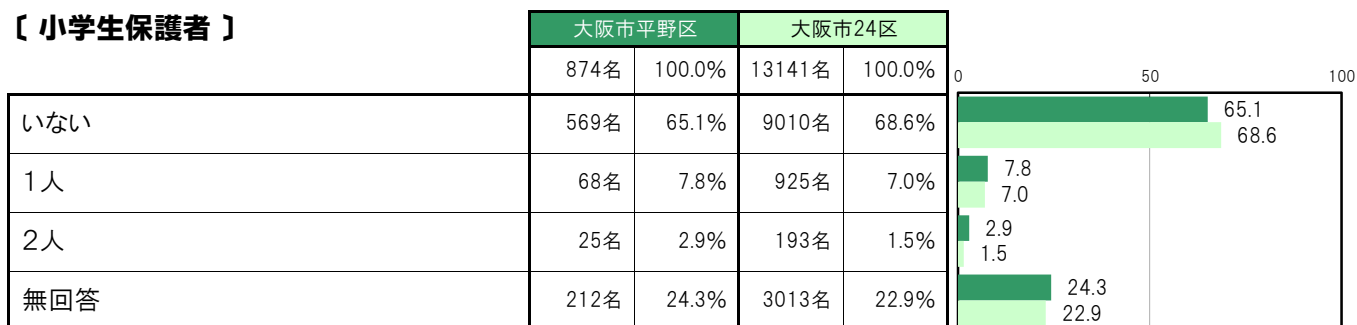 〔 小学生保護者 〕
大阪市平野区 大阪市24区
874名 100.0% 13141名 100.0%
0 50 100
いない 569名 65.1% 9010名 68.6%
65.1
68.6
1人 68名 7.8% 925名 7.0%
7.8
7.0
2人 25名 2.9% 193名 1.5%
2.9
1.5
無回答 212名 24.3% 3013名 22.9%
24.3
22.9